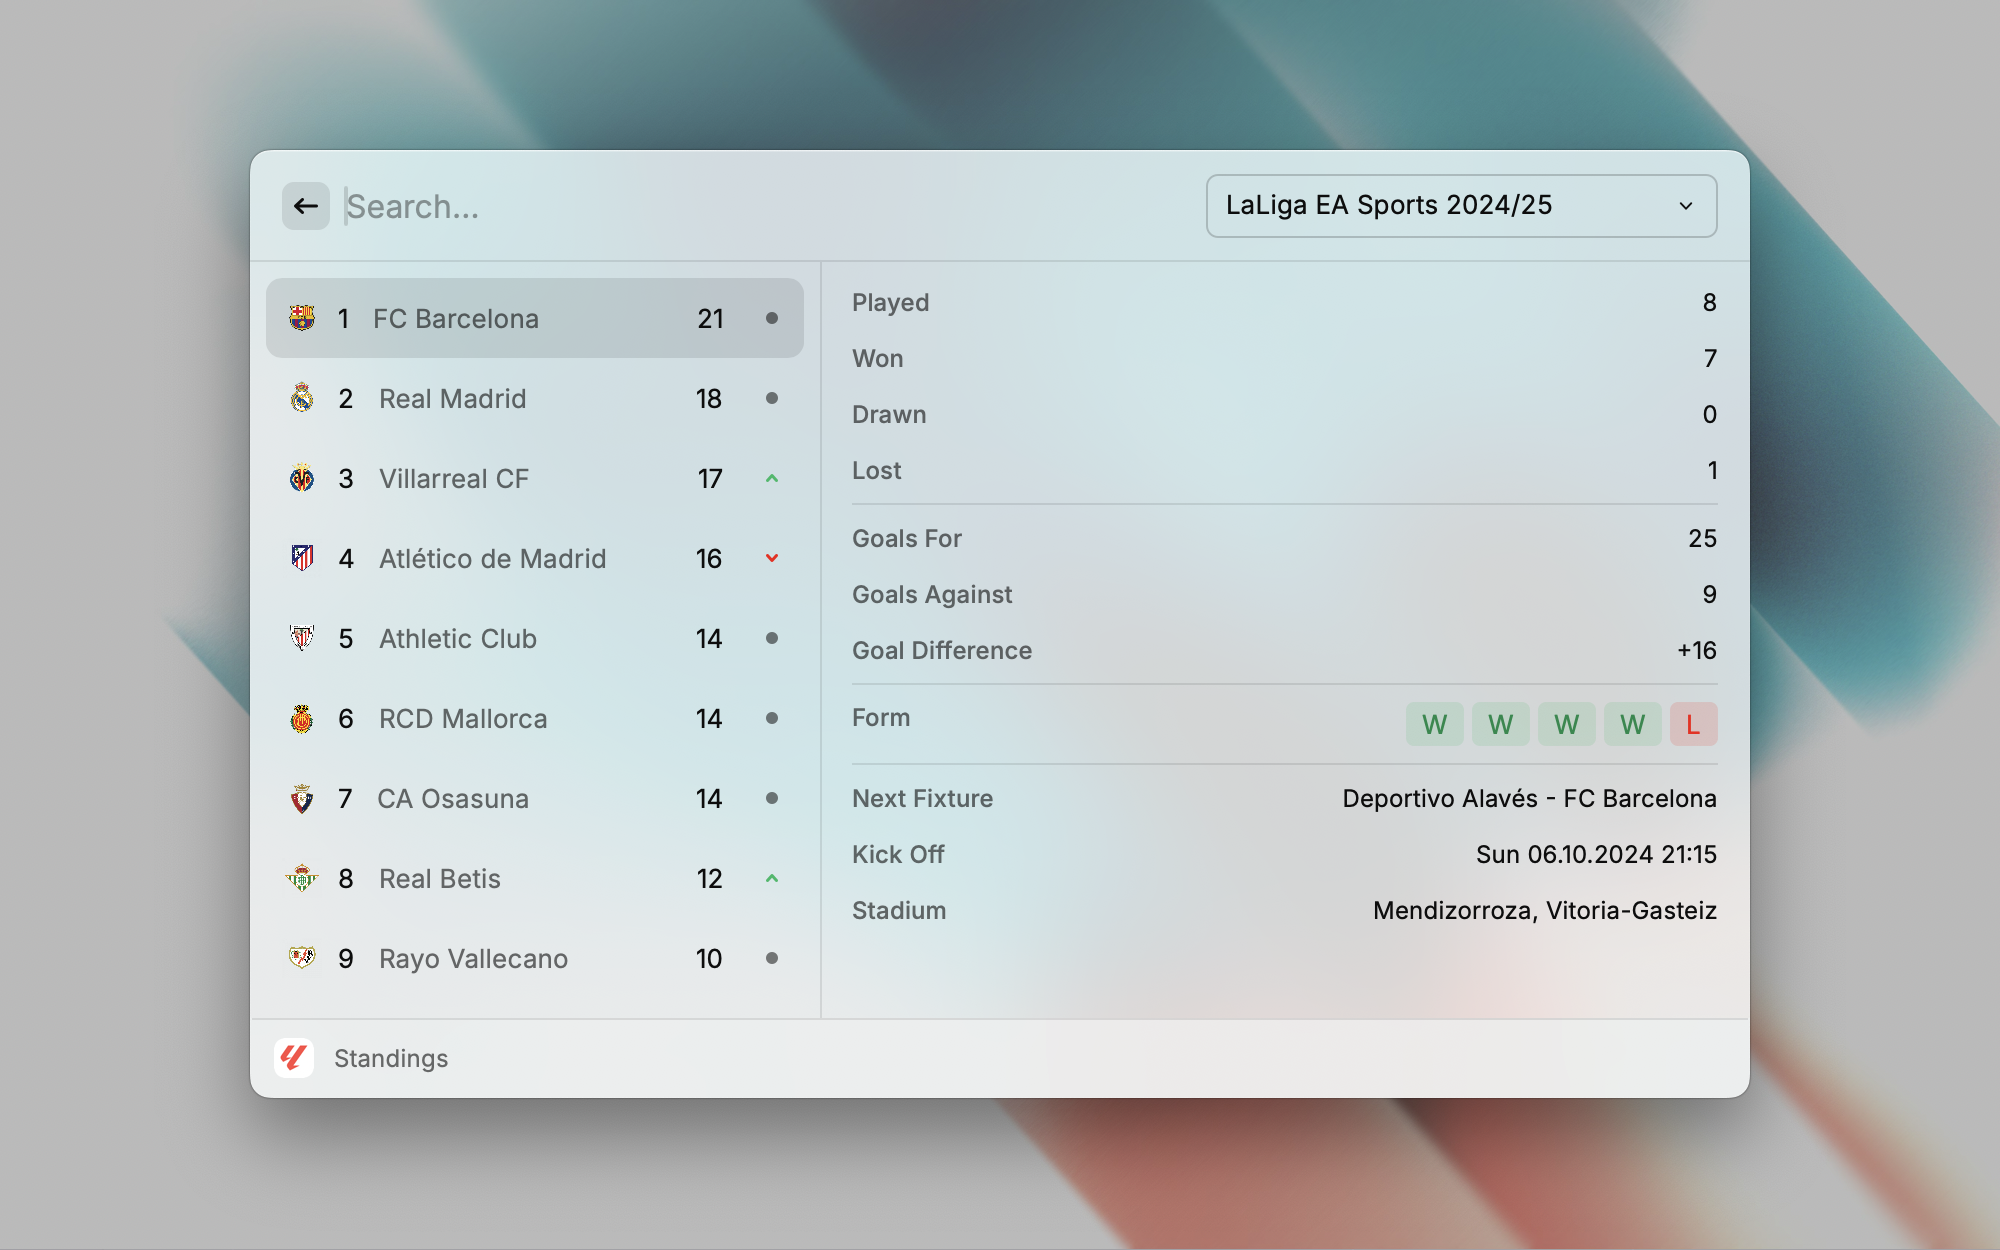 Search...
LaLiga EA Sports 2024/25
1 FC Barcelona 21
2 Real Madrid 18
3 Villarreal CF 17
4 Atlético de Madrid 16
5 Athletic Club 14
6 RCD Mallorca 14
7 CA Osasuna 14
8 Real Betis 12
9 Rayo Vallecano 10
Played 8
Won 7
Drawn 0
Lost 1
Goals For 25
Goals Against 9
Goal Difference +16
Form W W W W L
Next Fixture Deportivo Alavés - FC Barcelona
Kick Off Sun 06.10.2024 21:15
Stadium Mendizorroza, Vitoria-Gasteiz
Standings